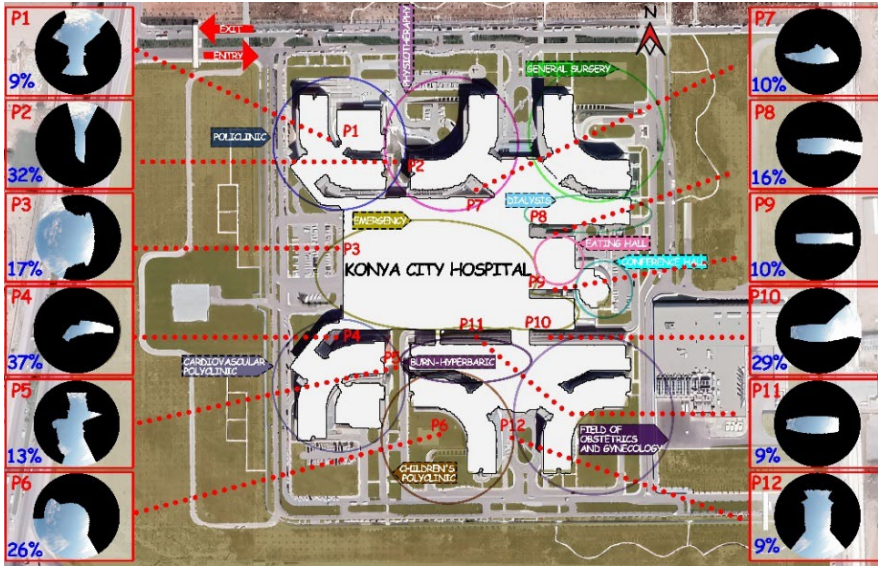 P1
9%
P2
32%
P3
17%
P4
37%
P5
13%
P6
26%
EXIT
ENTRY
PHYSIOTHERAPHY
N
GENERAL SURGERY
POLICLINIC
P1
P2
P7
DIALYSIS
P8
EMERGENCY
P3
EATING HALL
KONYA CITY HOSPITAL
CONFERENCE HALL
P9
P11
P10
P4
CARDIOVASCULAR
POLYCLINIC
P5
BURN-HYPERBARIC
P6
P12
FIELD OF
OBSTETRICS
AND GYNECOLOGY
CHILDREN'S
POLYCLINIC
P7
10%
P8
16%
P9
10%
P10
29%
P11
9%
P12
9%